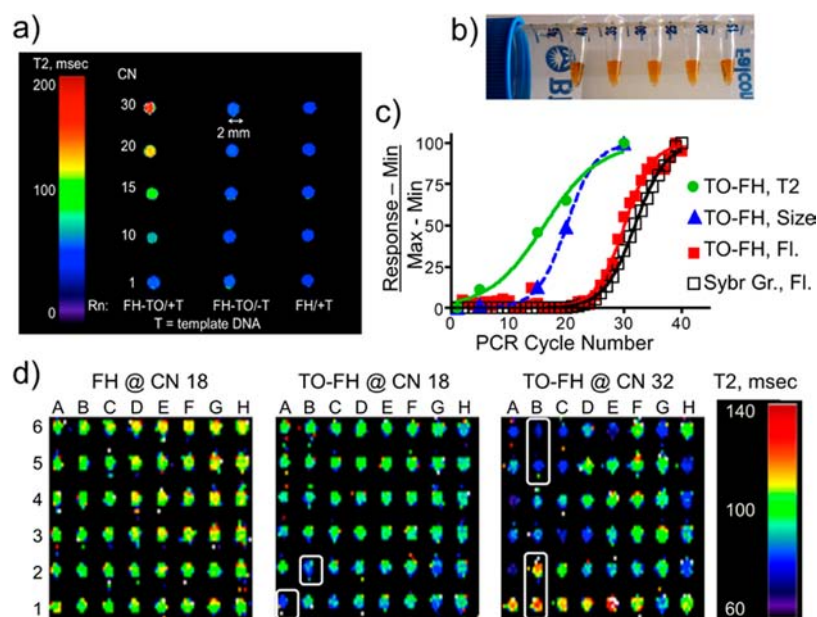 a)
T2, msec
200
100
0
CN
30
20
15
10
1
2 mm
Rn: FH-TO/+T FH-TO/-T FH/+T
T = template DNA
b)
Falcon
c)
Response – Min
Max - Min
100
75
50
25
0
0 10 20 30 40
PCR Cycle Number
TO-FH, T2
TO-FH, Size
TO-FH, Fl.
Sybr Gr., Fl.
d)
FH @ CN 18
A B C D E F G H
6
5
4
3
2
1
TO-FH @ CN 18
A B C D E F G H
TO-FH @ CN 32
A B C D E F G H
T2, msec
140
100
60